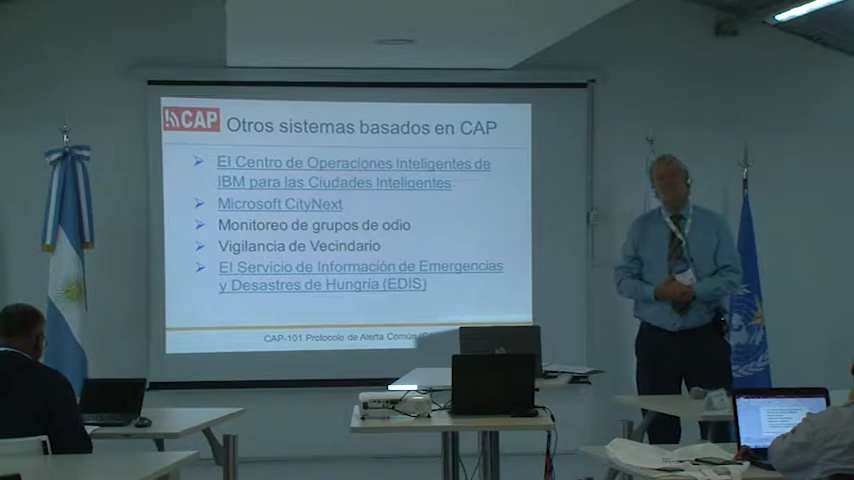 CAP
Otros sistemas basados en CAP
El Centro de Operaciones Inteligentes de
IBM para las Ciudades Inteligentes
Microsoft CityNext
Monitoreo de grupos de odio
Vigilancia de Vecindario
El Servicio de Información de Emergencias
y Desastres de Hungría (EDIS)
CAP-101 Protocolo de Alerta Común